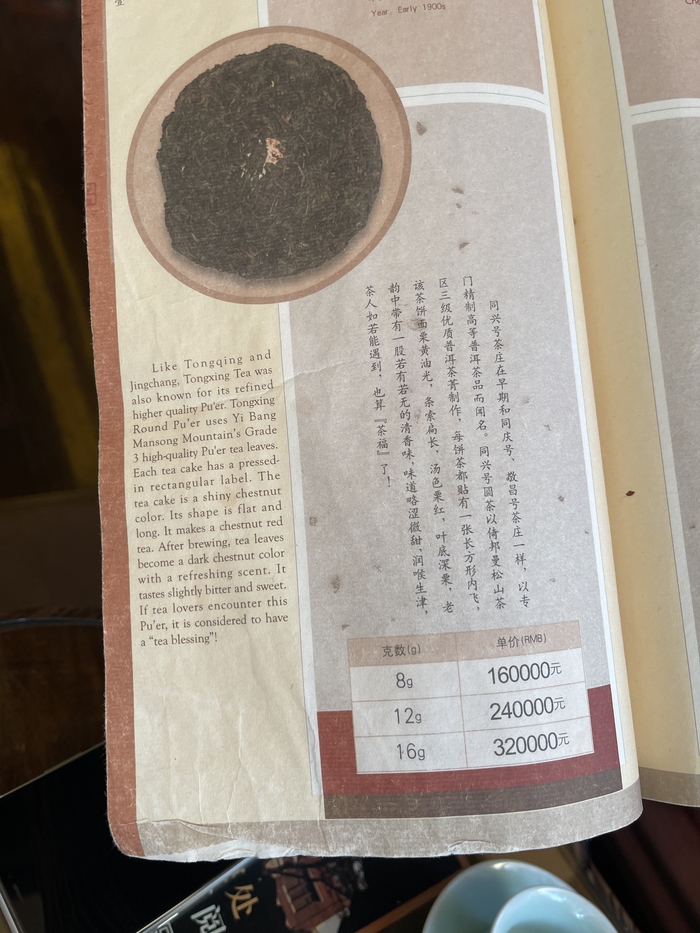 Year. Early 1900s
Like Tongqing and
Jingchang, Tongxing Tea was
also known for its refined
higher quality Pu'er. Tongxing
Round Pu'er uses Yi Bang
Mansong Mountain's Grade
3 high-quality Pu'er tea leaves.
Each tea cake has a pressed-
in rectangular label. The
tea cake is a shiny chestnut
color. Its shape is flat and
long. It makes a chestnut red
tea. After brewing, tea leaves
become a dark chestnut color
with a refreshing scent. It
tastes slightly bitter and sweet.
If tea lovers encounter this
Pu'er, it is considered to have
a "tea blessing"!
同兴号茶庄在早期和同庆号、敬昌号茶庄一样，以专
门精制高等普洱茶品而闻名。同兴号圆茶以倚邦曼松山茶
区三级优质普洱茶菁制作，每饼茶都贴有一张长方形内飞，
该茶饼面栗黄油光，条索扁长，汤色栗红，叶底深栗，老
韵中带有一股若有若无的清香味，味道略涩微甜，润喉生津，
茶人如若能遇到，也算『茶福』了！
克数(g) 单价(RMB)
8g 160000元
12g 240000元
16g 320000元
处
阅